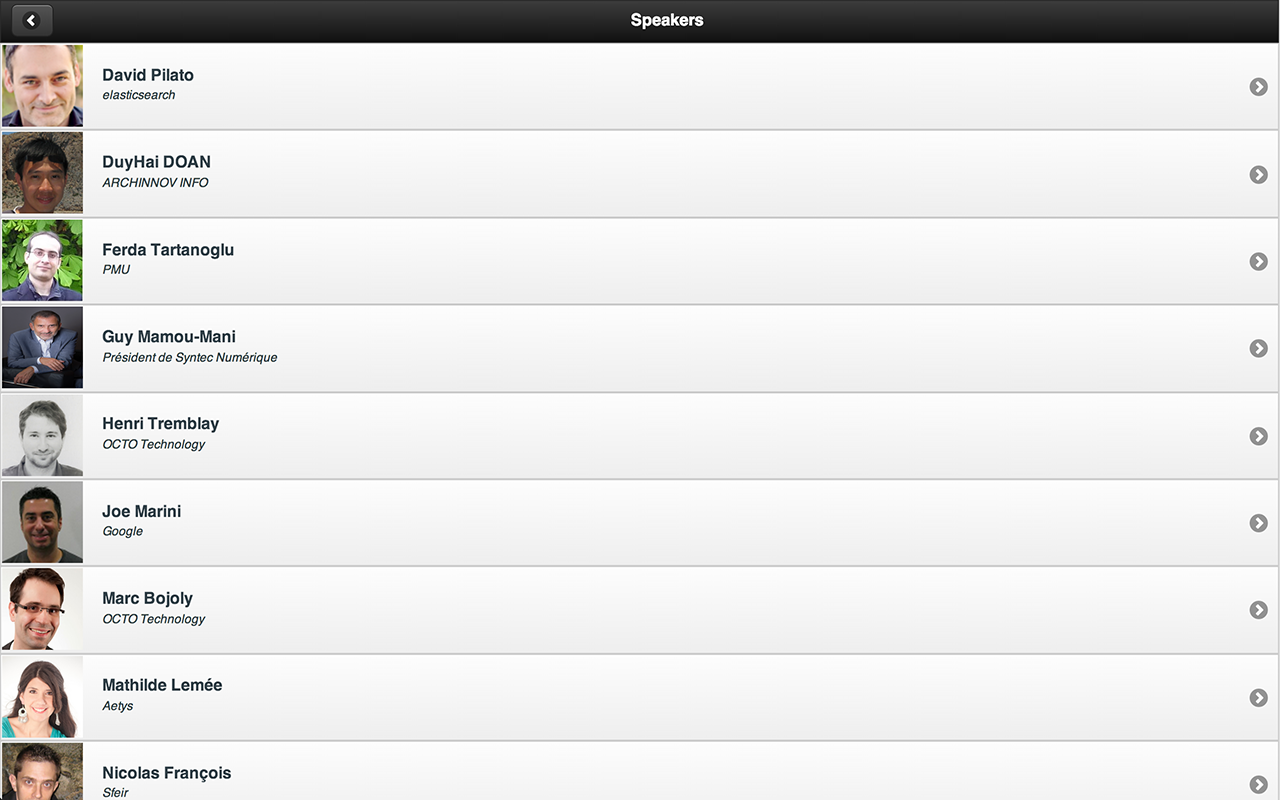 Speakers
David Pilato
elasticsearch
DuyHai DOAN
ARCHINNOV INFO
Ferda Tartanoglu
PMU
Guy Mamou-Mani
Président de Syntec Numérique
Henri Tremblay
OCTO Technology
Joe Marini
Google
Marc Bojoly
OCTO Technology
Mathilde Lemée
Aetys
Nicolas François
Sfeir